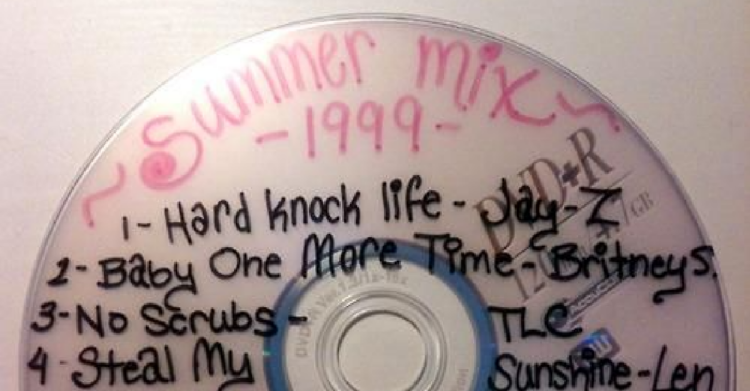 ~Summer mix~
-1999-
1-Hard knock life - Jay-Z
2-Baby One More Time-Britney S.
3-No Scrubs - TLC
4-Steal My Sunshine-Len
DVD+R